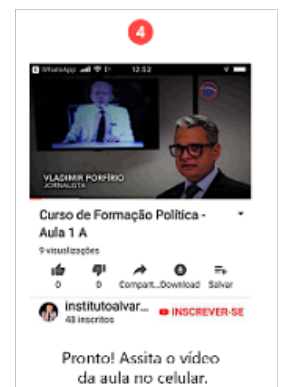 4
WhatsApp 12:52
VLADIMIR PORFÍRIO
JORNALISTA
Curso de Formação Política -
Aula 1 A
9 visualizações
0 0 Compart... Download Salvar
institutoalvar... INSCREVER-SE
48 inscritos
Pronto! Assita o vídeo
da aula no celular.